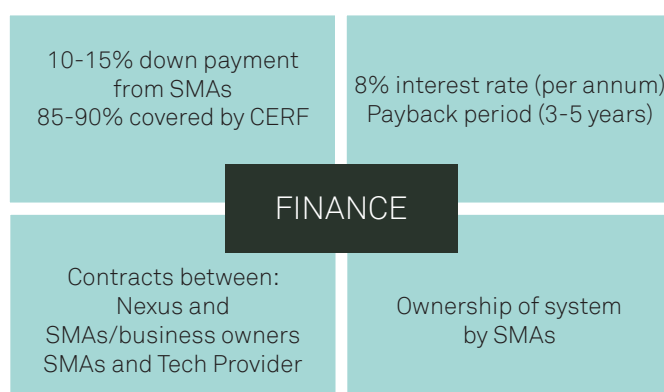 10-15% down payment
from SMAs
85-90% covered by CERF
8% interest rate (per annum)
Payback period (3-5 years)
FINANCE
Contracts between:
Nexus and
SMAs/business owners
SMAs and Tech Provider
Ownership of system
by SMAs